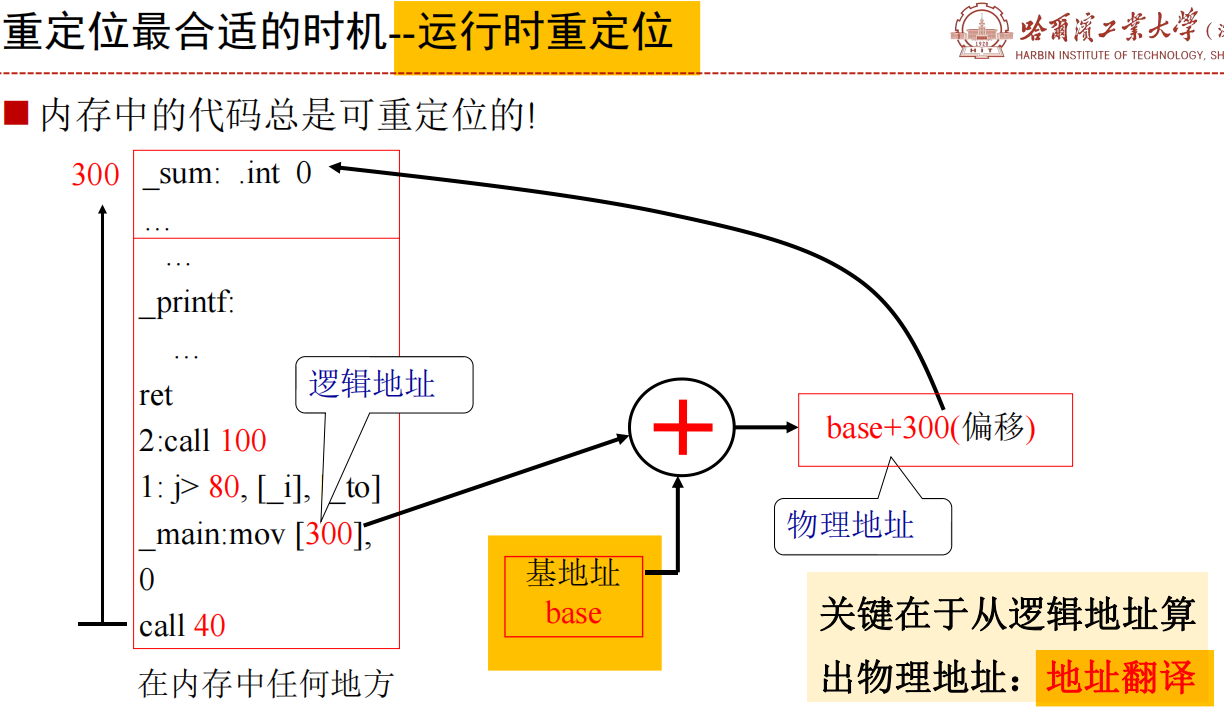 重定位最合适的时机--运行时重定位
哈爾濱工業大學
HARBIN INSTITUTE OF TECHNOLOGY, SH
1920
HIT
内存中的代码总是可重定位的!
300
_sum: .int 0
...
...
_printf:
...
ret
逻辑地址
2:call 100
1: j> 80, [_i], _to]
_main:mov [300],
0
call 40
在内存中任何地方
+
基地址
base
base+300(偏移)
物理地址
关键在于从逻辑地址算
出物理地址：地址翻译